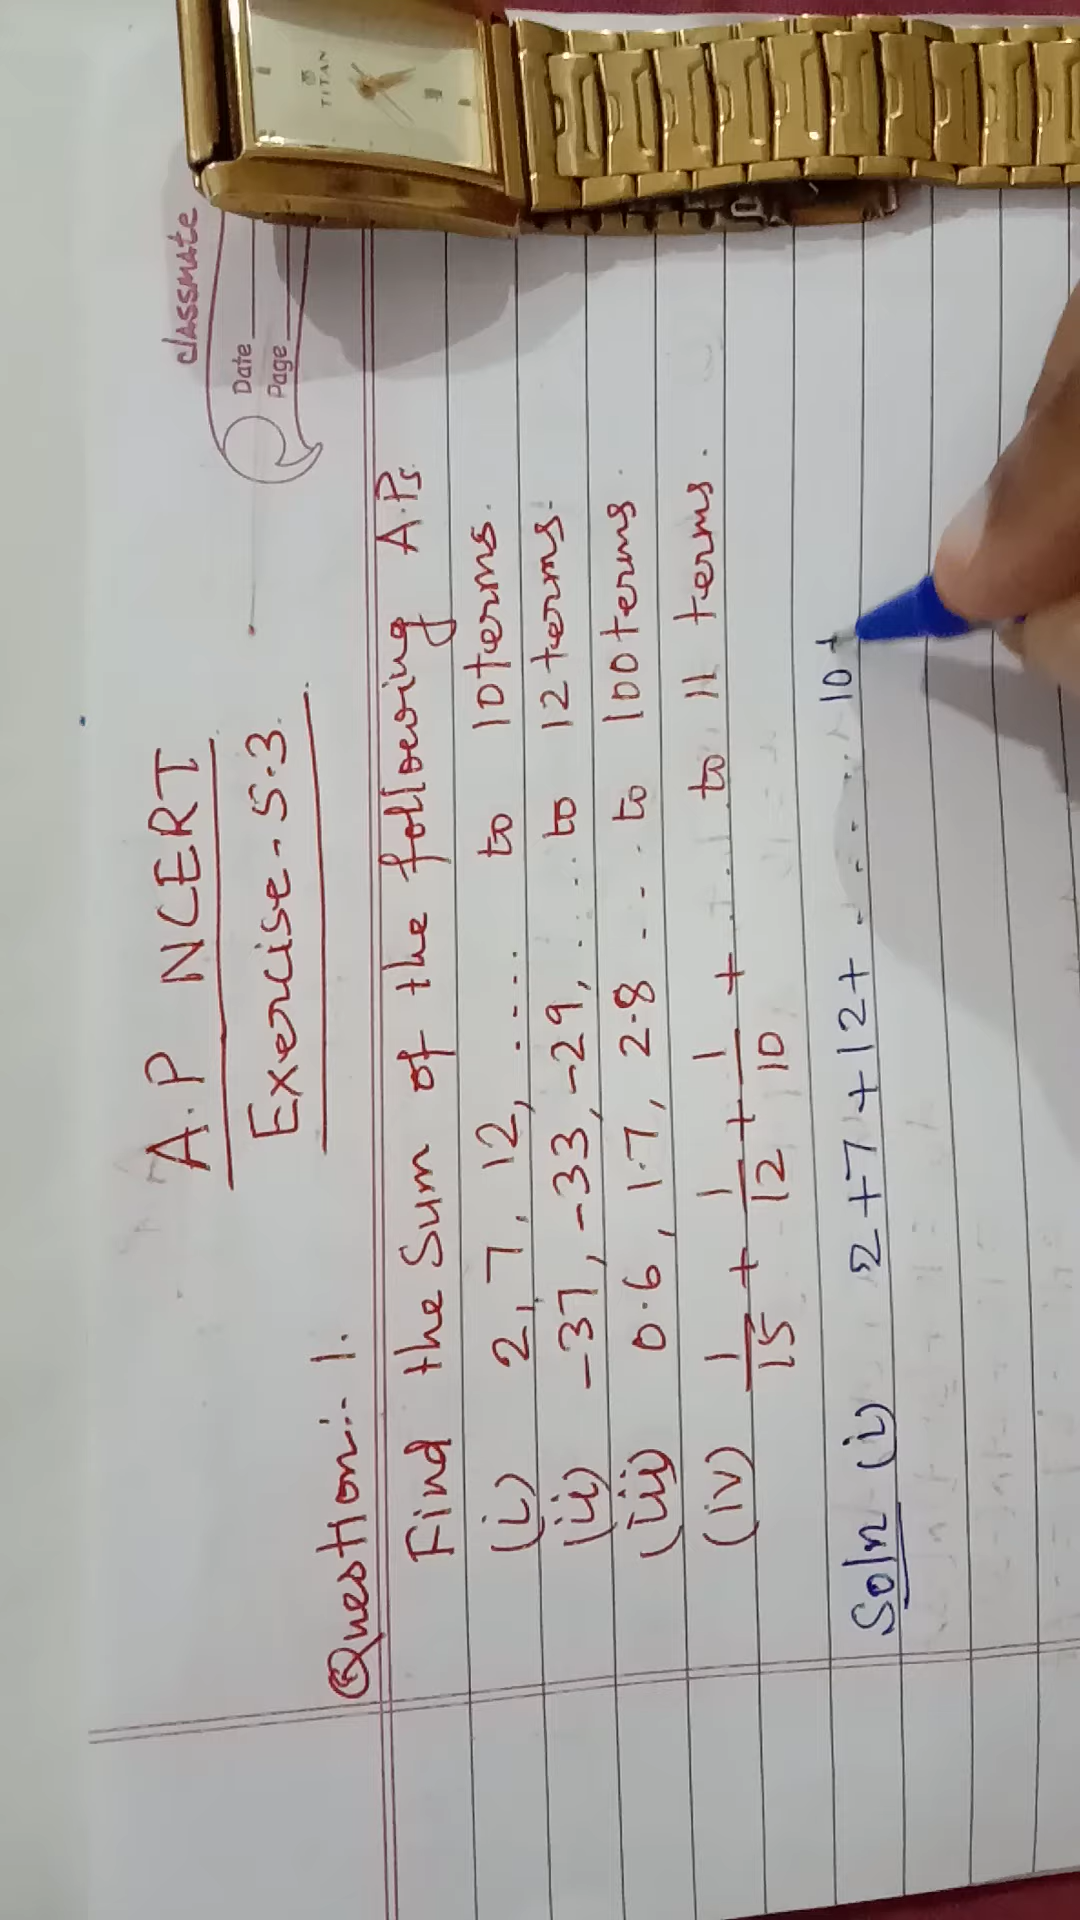 TITAN
classmate
Date
Page
A.P NCERT
Exercise-5.3.
Question:- 1.
Find the Sum of the following A.Ps.
(i) 2, 7, 12, ..... to 10 terms.
(ii) -37, -33, -29, .... to 12 terms.
(iii) 0.6, 1.7, 2.8 ... to 100 terms.
(iv) 1/15 + 1/12 + 1/10 + .... to 11 terms.
Soln (i) 2+7+12+ ...... 10 t